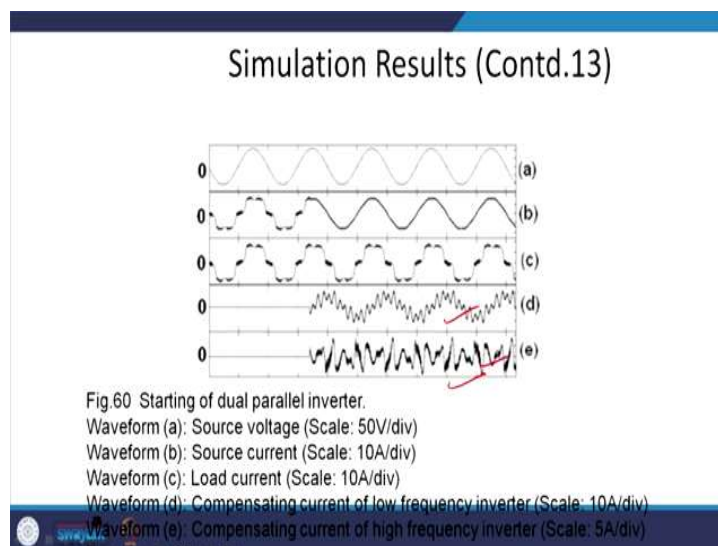 Simulation Results (Contd.13)
0 (a)
0 (b)
0 (c)
0 (d)
0 (e)
Fig.60 Starting of dual parallel inverter.
Waveform (a): Source voltage (Scale: 50V/div)
Waveform (b): Source current (Scale: 10A/div)
Waveform (c): Load current (Scale: 10A/div)
Waveform (d): Compensating current of low frequency inverter (Scale: 10A/div)
Waveform (e): Compensating current of high frequency inverter (Scale: 5A/div)